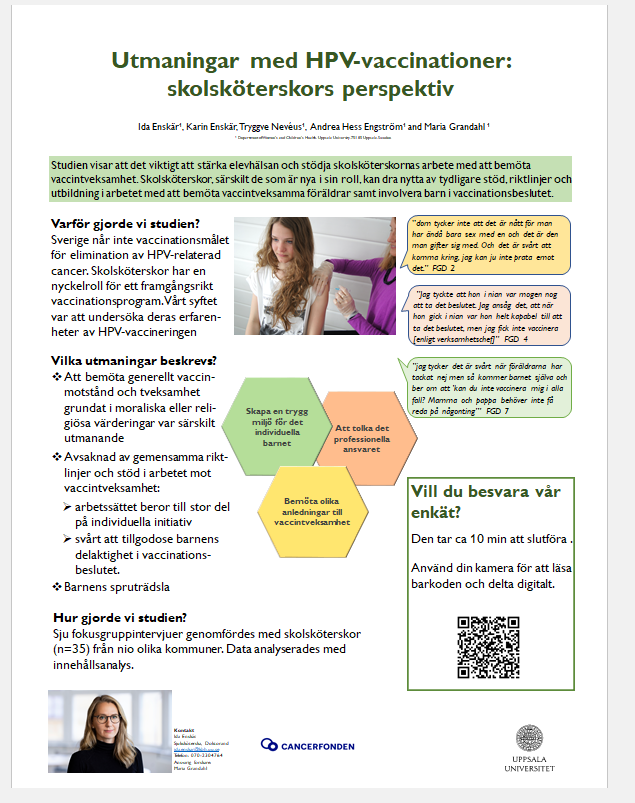 Utmaningar med HPV-vaccinationer:
skolsköterskors perspektiv
Ida Enskär¹, Karin Enskär, Tryggve Nevéus¹, Andrea Hess Engström¹ and Maria Grandahl ¹
¹ Department of Women's and Children's Health, Uppsala University, 751 85 Uppsala Sweden
Studien visar att det viktigt att stärka elevhälsan och stödja skolsköterskornas arbete med att bemöta
vaccintveksamhet. Skolsköterskor, särskilt de som är nya i sin roll, kan dra nytta av tydligare stöd, riktlinjer och
utbildning i arbetet med att bemöta vaccintveksamma föräldrar samt involvera barn i vaccinationsbeslutet.
Varför gjorde vi studien?
Sverige når inte vaccinationsmålet
för elimination av HPV-relaterad
cancer. Skolsköterskor har en
nyckelroll för ett framgångsrikt
vaccinationsprogram. Vårt syftet
var att undersöka deras erfaren-
heter av HPV-vaccineringen
"dom tycker inte att det är nått för man
har ändå bara sex med en och det är den
man gifter sig med. Och det är svårt att
komma kring, jag kan ju inte prata emot
det." FGD 2
"Jag tyckte att hon i nian var mogen nog
att ta det beslutet. Jag ansåg det, att när
hon gick i nian var hon helt kapabel till att
ta det beslutet, men jag fick inte vaccinera
[enligt verksamhetschef]" FGD 4
"jag tycker det är svårt när föräldrarna har
tackat nej men så kommer barnet själva och
ber om att 'kan du inte vaccinera mig i alla
fall? Mamma och pappa behöver inte få
reda på någonting'" FGD 7
Vilka utmaningar beskrevs?
❖ Att bemöta generellt vaccin-
motstånd och tveksamhet
grundat i moraliska eller reli-
giösa värderingar var särskilt
utmanande
❖ Avsaknad av gemensamma rikt-
linjer och stöd i arbetet mot
vaccintveksamhet:
➢ arbetssättet beror till stor del
på individuella initiativ
➢ svårt att tillgodose barnens
delaktighet i vaccinations-
beslutet.
❖ Barnens spruträdsla
Skapa en trygg
miljö för det
individuella
barnet
Att tolka det
professionella
ansvaret
Bemöta olika
anledningar till
vaccintveksamhet
Vill du besvara vår
enkät?
Den tar ca 10 min att slutföra .
Använd din kamera för att läsa
barkoden och delta digitalt.
Hur gjorde vi studien?
Sju fokusgruppintervjuer genomfördes med skolsköterskor
(n=35) från nio olika kommuner. Data analyserades med
innehållsanalys.
Kontakt
Ida Enskär
Sjuksköterska, Doktorand
Telefon: 070-2304764
Ansvarig forskare
Maria Grandahl
CANCERFONDEN
UPPSALA
UNIVERSITET